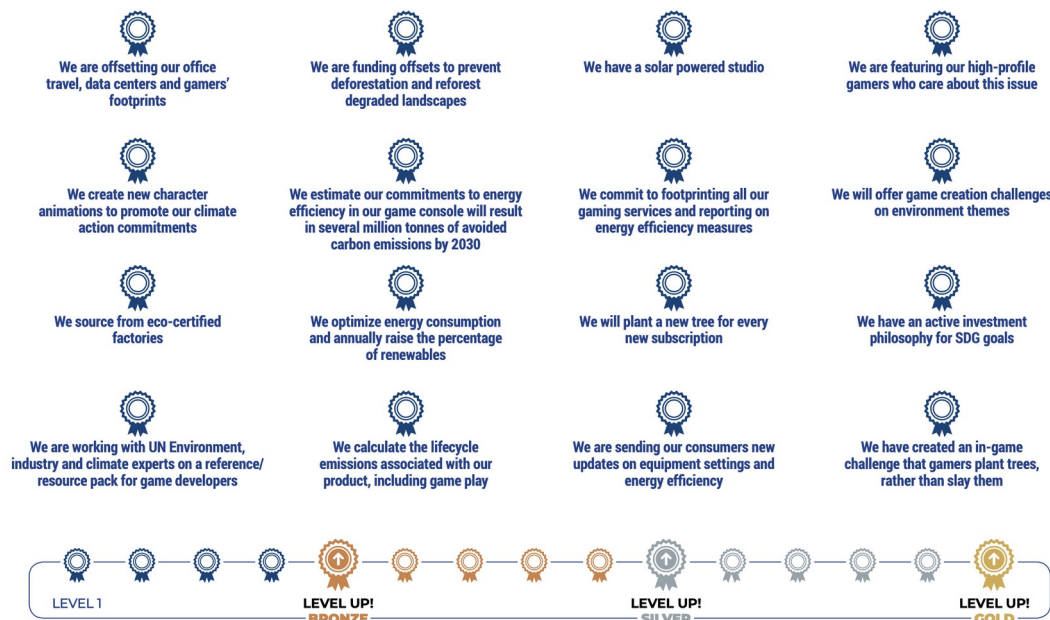 We are offsetting our office
travel, data centers and gamers’
footprints
We are funding offsets to prevent
deforestation and reforest
degraded landscapes
We have a solar powered studio
We are featuring our high-profile
gamers who care about this issue
We create new character
animations to promote our climate
action commitments
We estimate our commitments to energy
efficiency in our game console will result
in several million tonnes of avoided
carbon emissions by 2030
We commit to footprinting all our
gaming services and reporting on
energy efficiency measures
We will offer game creation challenges
on environment themes
We source from eco-certified
factories
We optimize energy consumption
and annually raise the percentage
of renewables
We will plant a new tree for every
new subscription
We have an active investment
philosophy for SDG goals
We are working with UN Environment,
industry and climate experts on a reference/
resource pack for game developers
We calculate the lifecycle
emissions associated with our
product, including game play
We are sending our consumers new
updates on equipment settings and
energy efficiency
We have created an in-game
challenge that gamers plant trees,
rather than slay them
LEVEL 1
LEVEL UP!
BRONZE
LEVEL UP!
SILVER
LEVEL UP!
GOLD